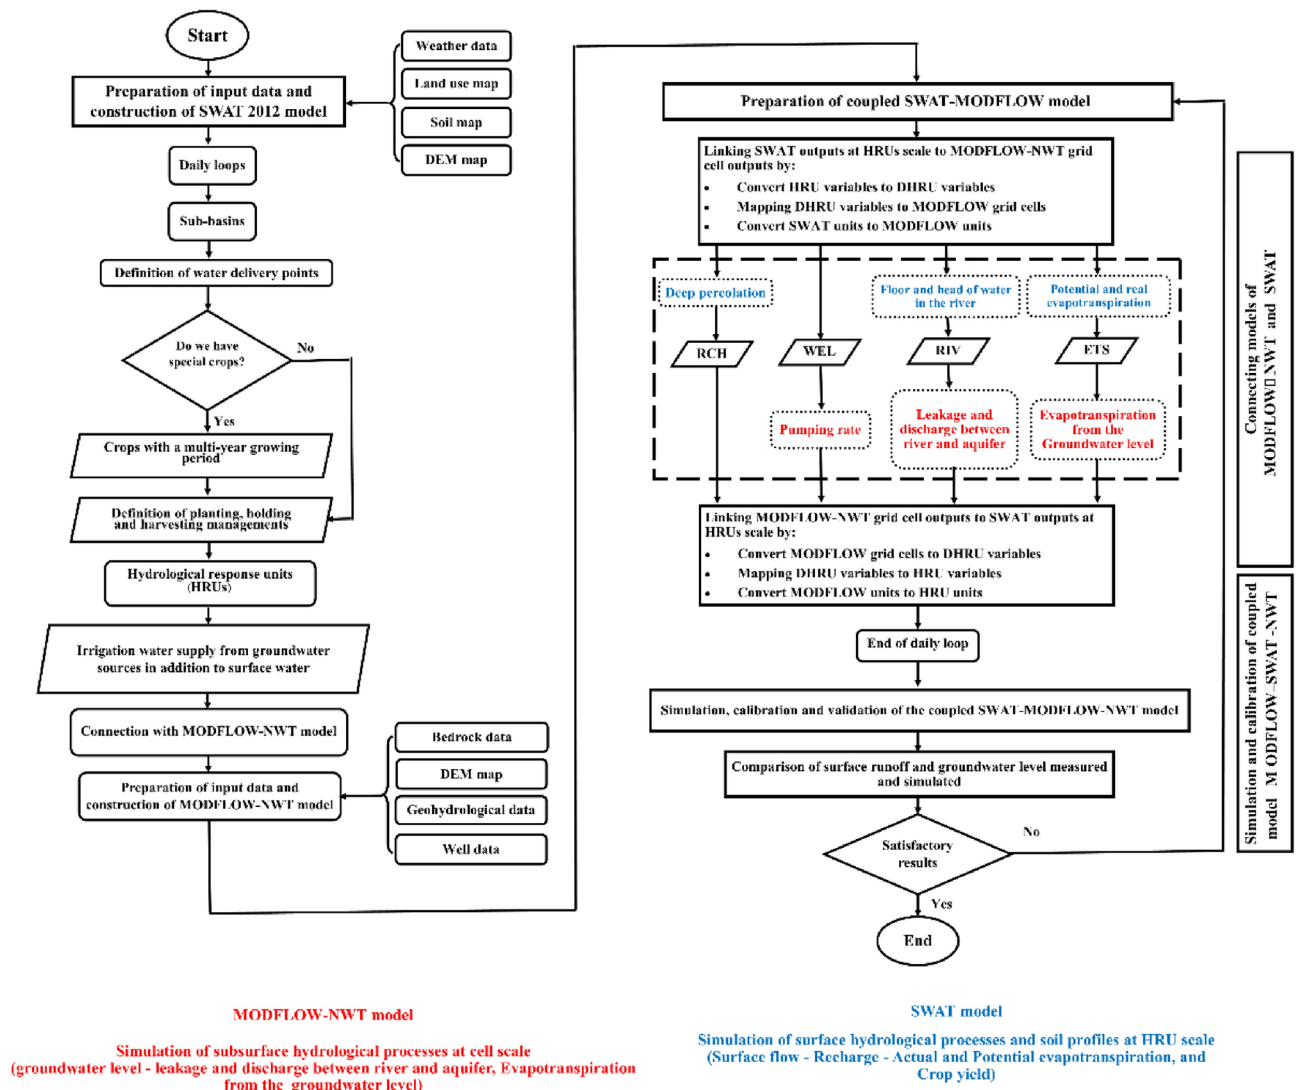 Start
Preparation of input data and
construction of SWAT 2012 model
Weather data
Land use map
Soil map
DEM map
Daily loops
Sub-basins
Definition of water delivery points
Do we have
special crops?
No
Yes
Crops with a multi-year growing
period
Definition of planting, holding
and harvesting managements
Hydrological response units
(HRUs)
Irrigation water supply from groundwater
sources in addition to surface water
Connection with MODFLOW-NWT model
Preparation of input data and
construction of MODFLOW-NWT model
Bedrock data
DEM map
Geohydrological data
Well data
Preparation of coupled SWAT-MODFLOW model
Linking SWAT outputs at HRUs scale to MODFLOW-NWT grid
cell outputs by:
• Convert HRU variables to DHRU variables
• Mapping DHRU variables to MODFLOW grid cells
• Convert SWAT units to MODFLOW units
Deep percolation
Floor and head of water
in the river
Potential and real
evapotranspiration
RCH
WEL
RIV
ETS
Pumping rate
Leakage and
discharge between
river and aquifer
Evapotranspiration
from the
Groundwater level
Linking MODFLOW-NWT grid cell outputs to SWAT outputs at
HRUs scale by:
• Convert MODFLOW grid cells to DHRU variables
• Mapping DHRU variables to HRU variables
• Convert MODFLOW units to HRU units
End of daily loop
Simulation, calibration and validation of the coupled SWAT-MODFLOW-NWT model
Comparison of surface runoff and groundwater level measured
and simulated
Satisfactory
results
No
Yes
End
Connecting models of
MODFLOW▯NWT and SWAT
Simulation and calibration of coupled
model M ODFLOW–SWAT -NWT
MODFLOW-NWT model
Simulation of subsurface hydrological processes at cell scale
(groundwater level - leakage and discharge between river and aquifer, Evapotranspiration
from the groundwater level)
SWAT model
Simulation of surface hydrological processes and soil profiles at HRU scale
(Surface flow - Recharge - Actual and Potential evapotranspiration, and
Crop yield)